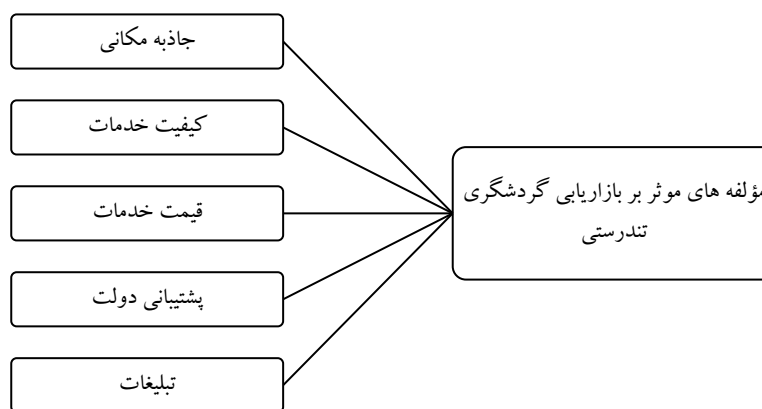 جاذبه مکانی
کیفیت خدمات
قیمت خدمات
پشتیبانی دولت
تبلیغات
مؤلفه های موثر بر بازاریابی گردشگری
تندرستی